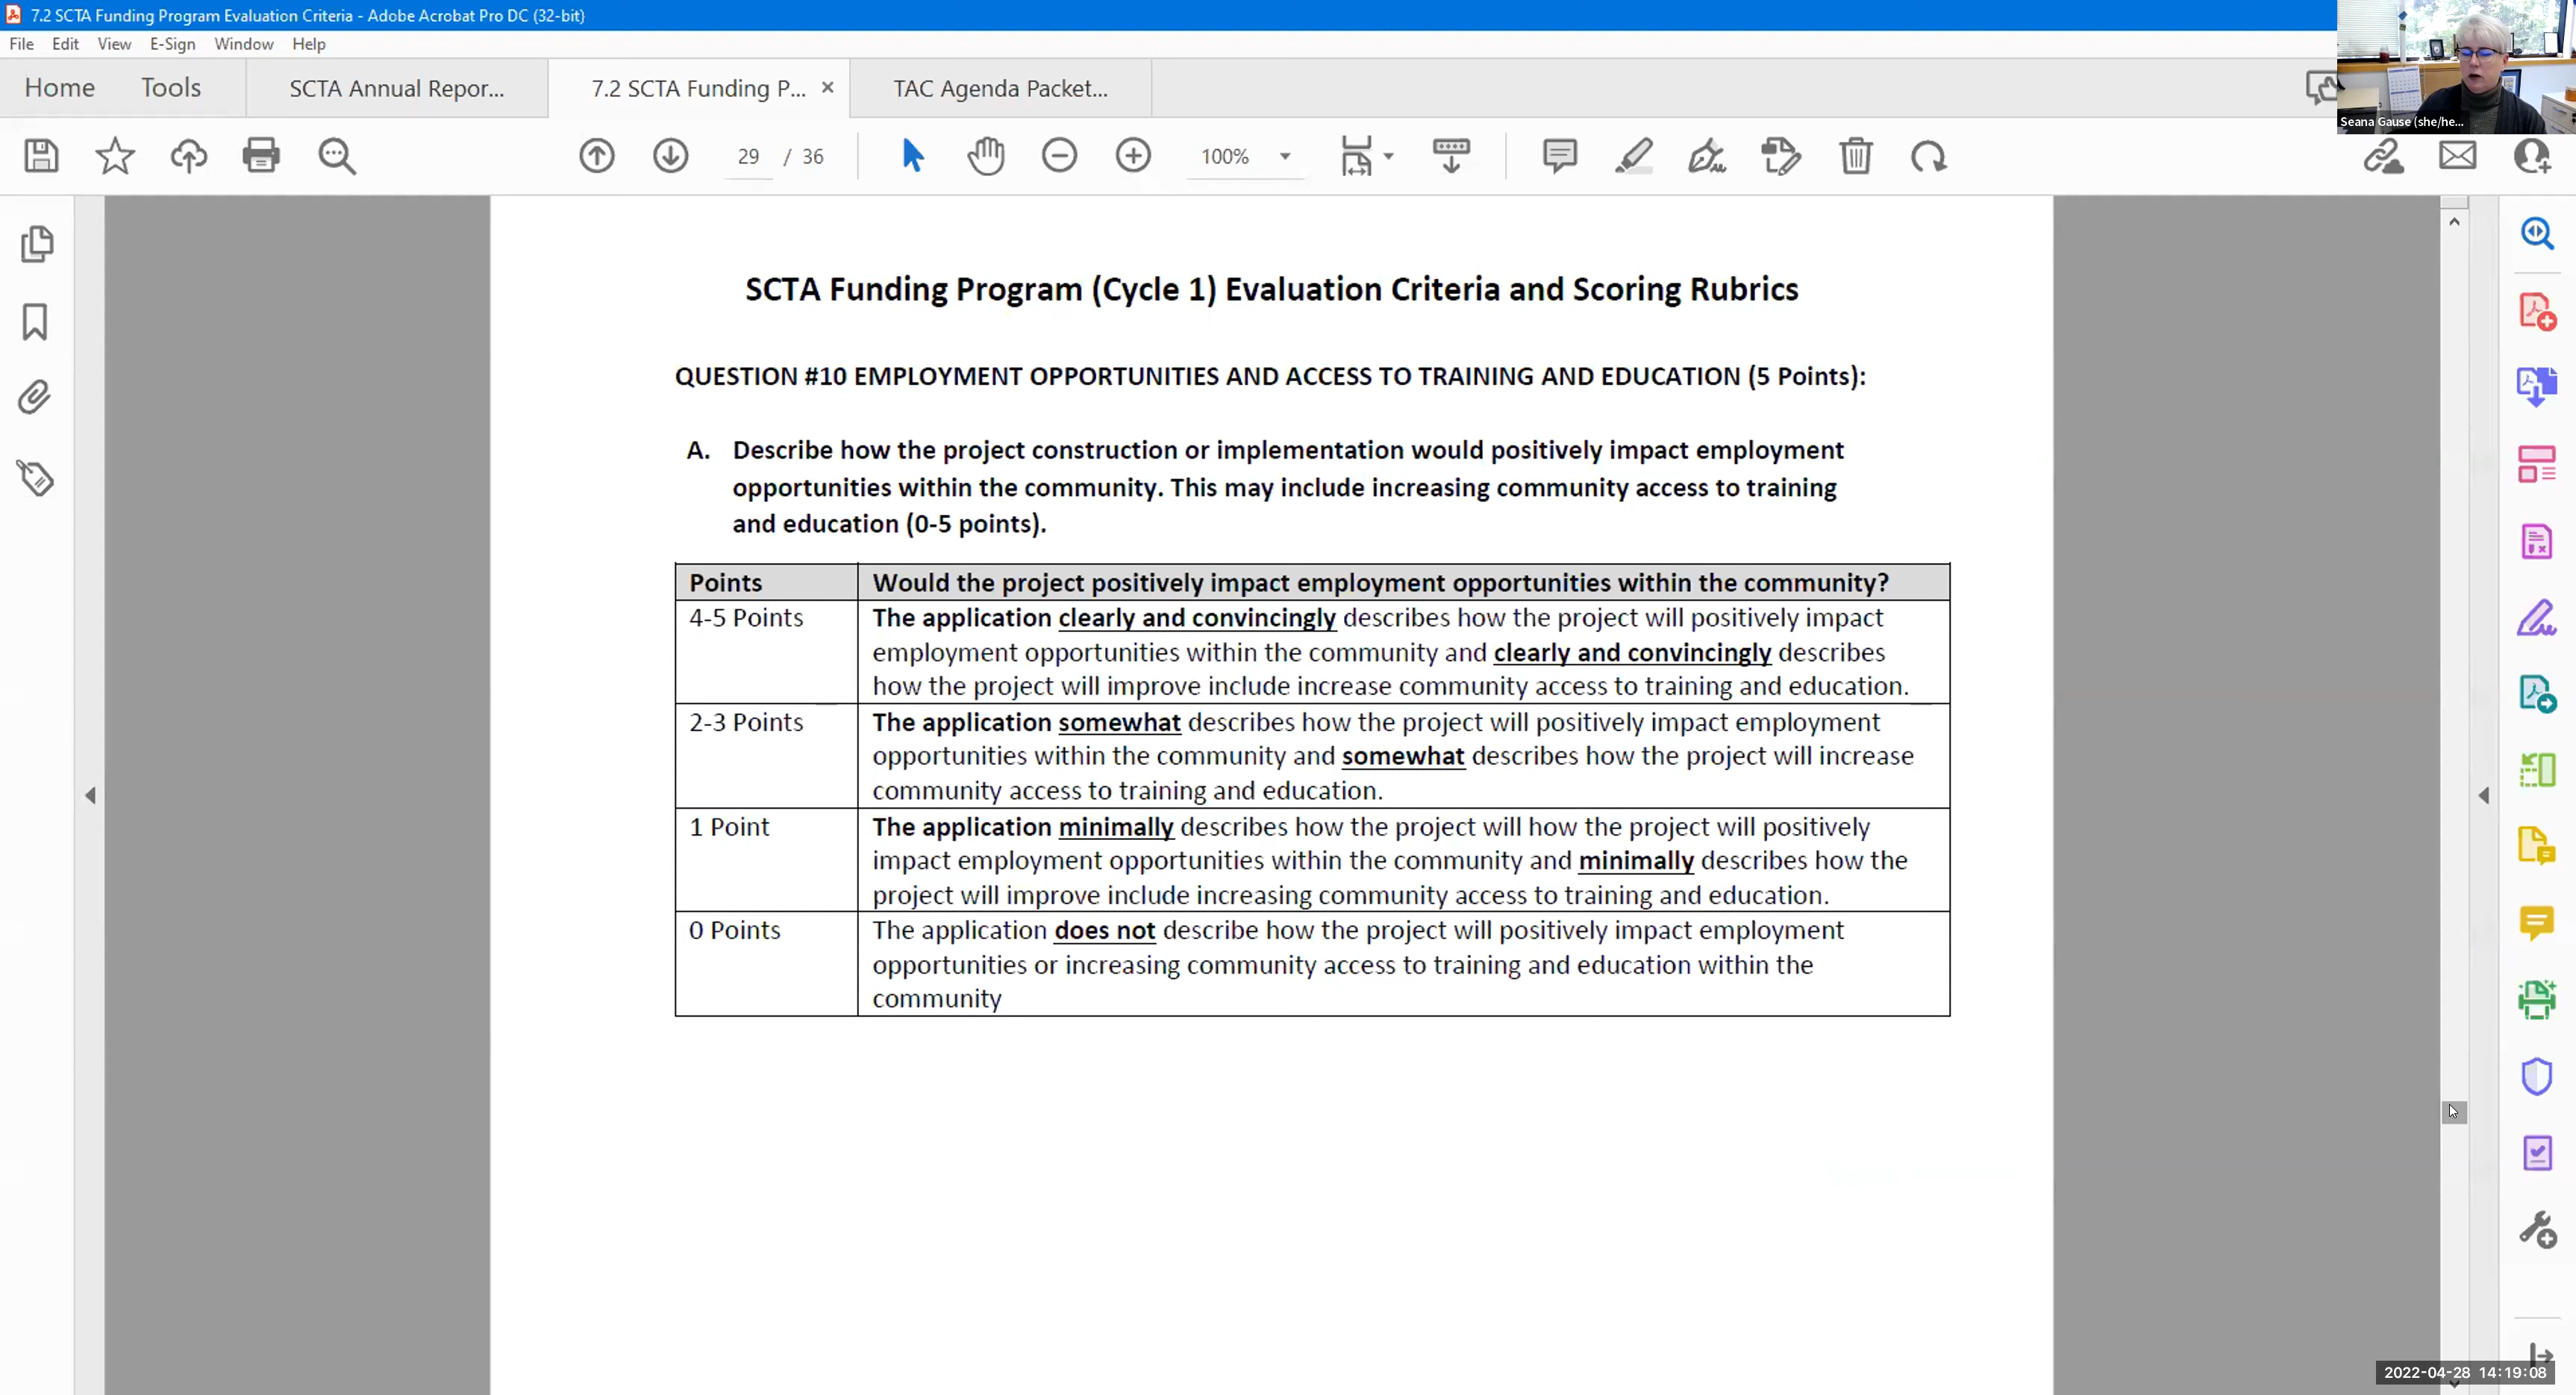 7.2 SCTA Funding Program Evaluation Criteria - Adobe Acrobat Pro DC (32-bit)
File Edit View E-Sign Window Help
Home Tools SCTA Annual Repor... 7.2 SCTA Funding P... × TAC Agenda Packet...
Seana Gause (she/he...
29 / 36 100%
SCTA Funding Program (Cycle 1) Evaluation Criteria and Scoring Rubrics
QUESTION #10 EMPLOYMENT OPPORTUNITIES AND ACCESS TO TRAINING AND EDUCATION (5 Points):
A. Describe how the project construction or implementation would positively impact employment
opportunities within the community. This may include increasing community access to training
and education (0-5 points).
Points Would the project positively impact employment opportunities within the community?
4-5 Points The application clearly and convincingly describes how the project will positively impact
employment opportunities within the community and clearly and convincingly describes
how the project will improve include increase community access to training and education.
2-3 Points The application somewhat describes how the project will positively impact employment
opportunities within the community and somewhat describes how the project will increase
community access to training and education.
1 Point The application minimally describes how the project will how the project will positively
impact employment opportunities within the community and minimally describes how the
project will improve include increasing community access to training and education.
0 Points The application does not describe how the project will positively impact employment
opportunities or increasing community access to training and education within the
community
2022-04-28 14:19:08